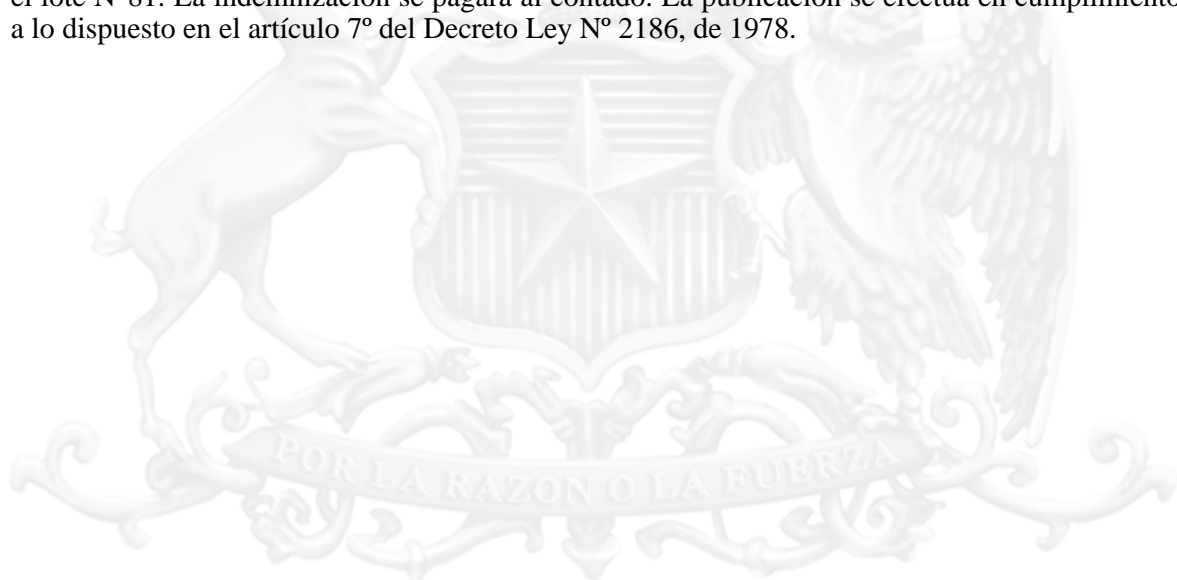 el lote Nº81. La indemnización se pagará al contado. La publicación se efectúa en cumplimiento
a lo dispuesto en el artículo 7º del Decreto Ley Nº 2186, de 1978.
POR LA RAZON O LA FUERZA